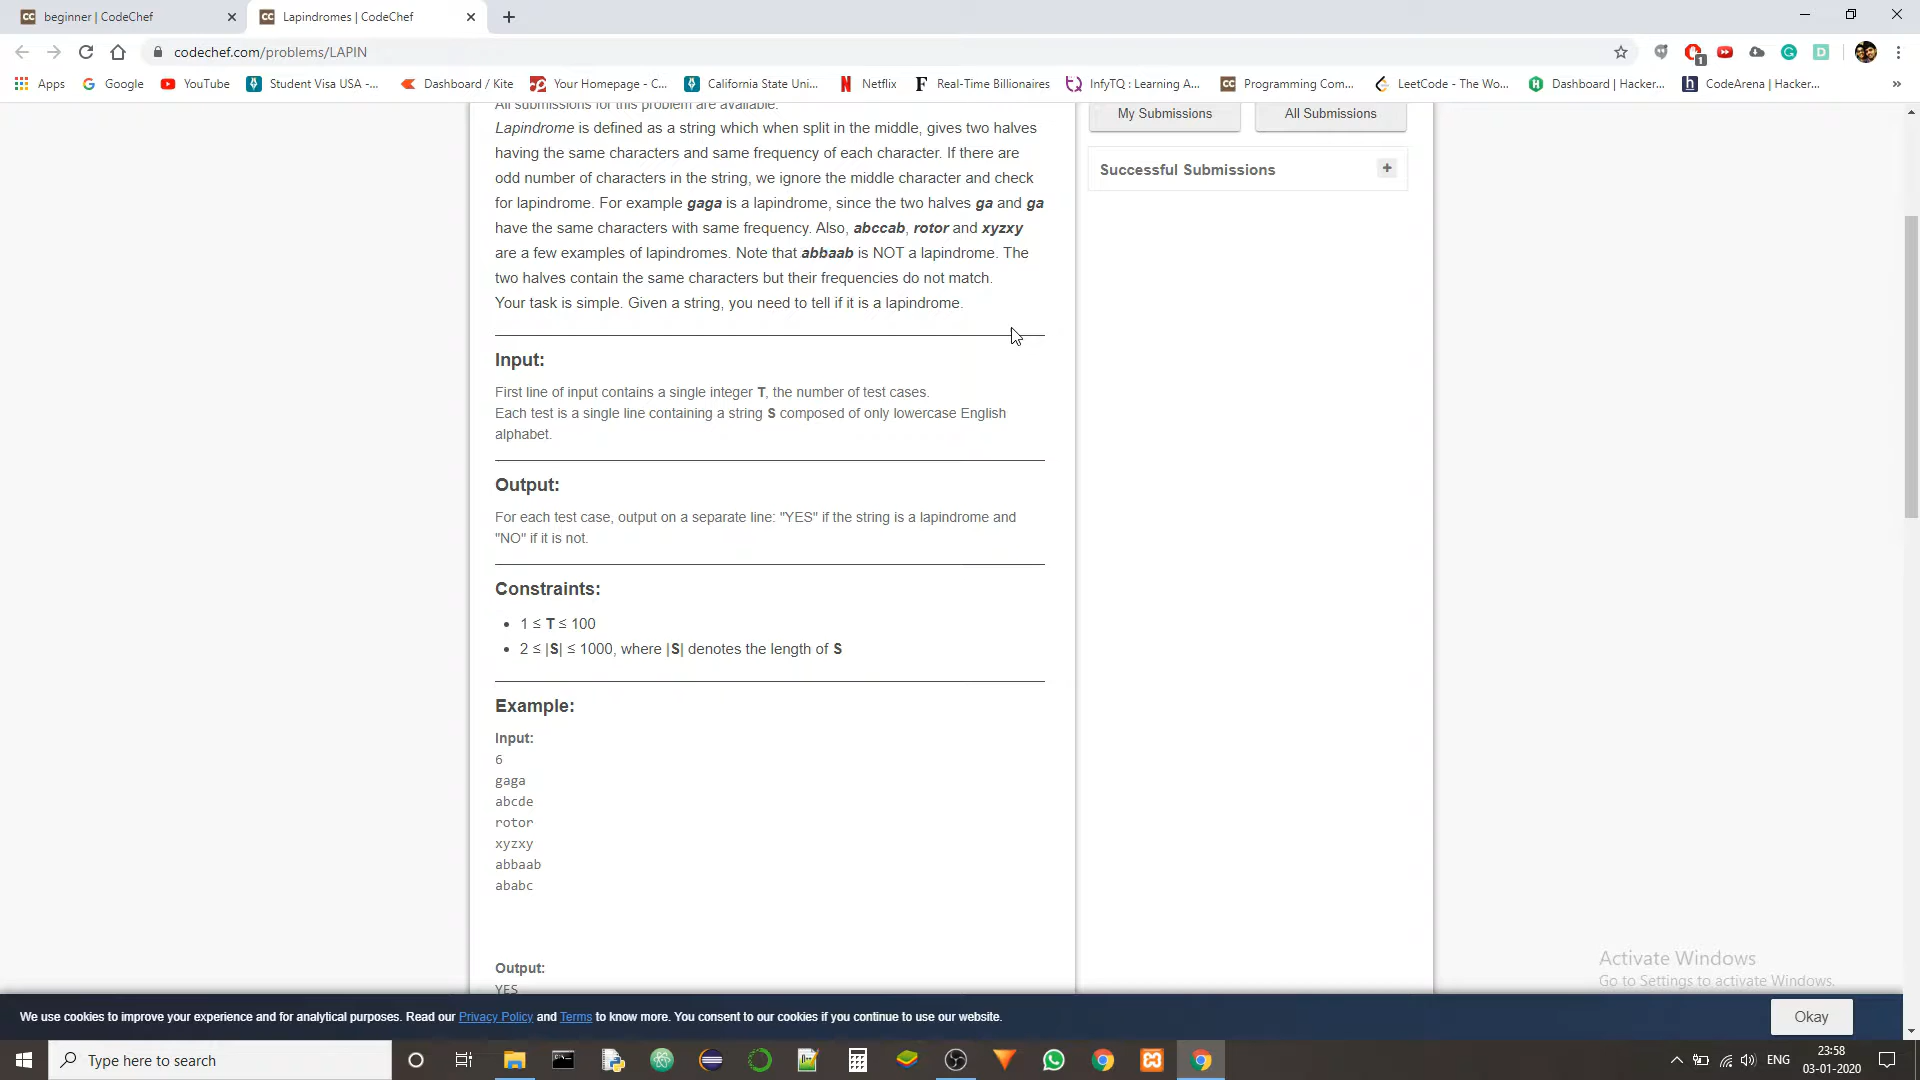 beginner | CodeChef
Lapindromes | CodeChef
codechef.com/problems/LAPIN
1
Apps
Google
YouTube
Student Visa USA -...
Dashboard / Kite
Your Homepage - C...
California State Uni...
Netflix
Real-Time Billionaires
InfyTQ : Learning A...
Programming Com...
LeetCode - The Wo...
Dashboard | Hacker...
CodeArena | Hacker...
»
All submissions for this problem are available.
Lapindrome is defined as a string which when split in the middle, gives two halves
having the same characters and same frequency of each character. If there are
odd number of characters in the string, we ignore the middle character and check
for lapindrome. For example gaga is a lapindrome, since the two halves ga and ga
have the same characters with same frequency. Also, abccab, rotor and xyzxy
are a few examples of lapindromes. Note that abbaab is NOT a lapindrome. The
two halves contain the same characters but their frequencies do not match.
Your task is simple. Given a string, you need to tell if it is a lapindrome.
My Submissions
All Submissions
Successful Submissions
+
Input:
First line of input contains a single integer T, the number of test cases.
Each test is a single line containing a string S composed of only lowercase English
alphabet.
Output:
For each test case, output on a separate line: "YES" if the string is a lapindrome and
"NO" if it is not.
Constraints:
• 1 ≤ T ≤ 100
• 2 ≤ |S| ≤ 1000, where |S| denotes the length of S
Example:
Input:
6
gaga
abcde
rotor
xyzxy
abbaab
ababc
Output:
YES
Activate Windows
Go to Settings to activate Windows.
We use cookies to improve your experience and for analytical purposes. Read our Privacy Policy and Terms to know more. You consent to our cookies if you continue to use our website.
Okay
Type here to search
ENG
23:58
03-01-2020